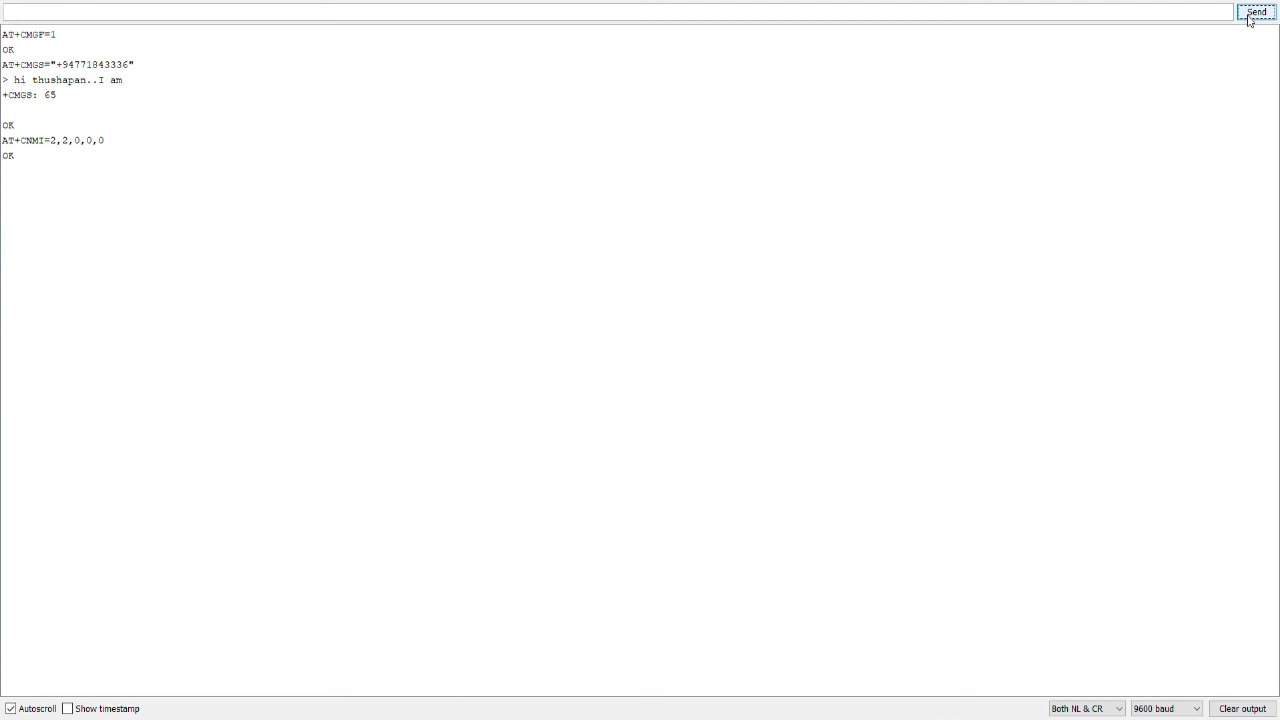 Send
AT+CMGF=1
OK
AT+CMGS="+94771843336"
> hi thushapan..I am
+CMGS: 65
OK
AT+CNMI=2,2,0,0,0
OK
Autoscroll Show timestamp Both NL & CR 9600 baud Clear output